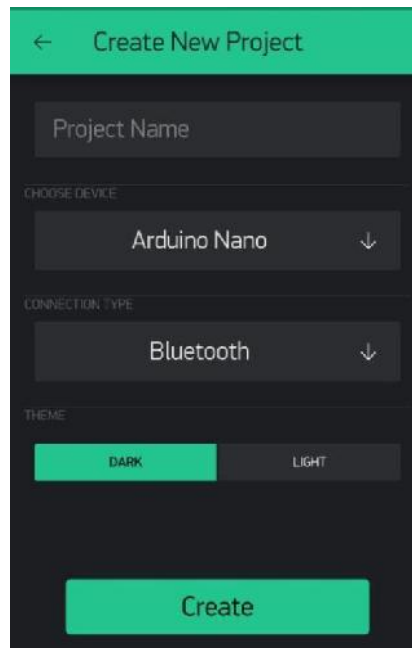 ← Create New Project
Project Name
CHOOSE DEVICE
Arduino Nano ↓
CONNECTION TYPE
Bluetooth ↓
THEME
DARK LIGHT
Create